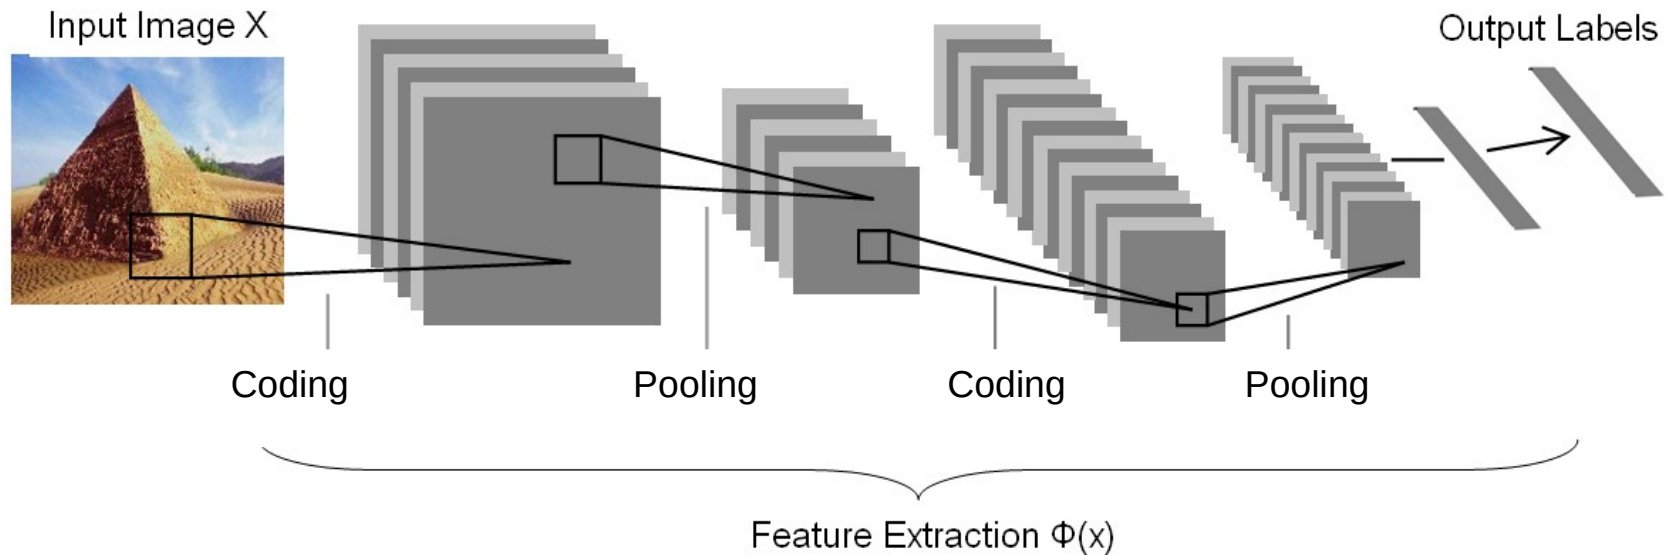 Input Image X
Output Labels
Coding
Pooling
Coding
Pooling
Feature Extraction Φ(x)